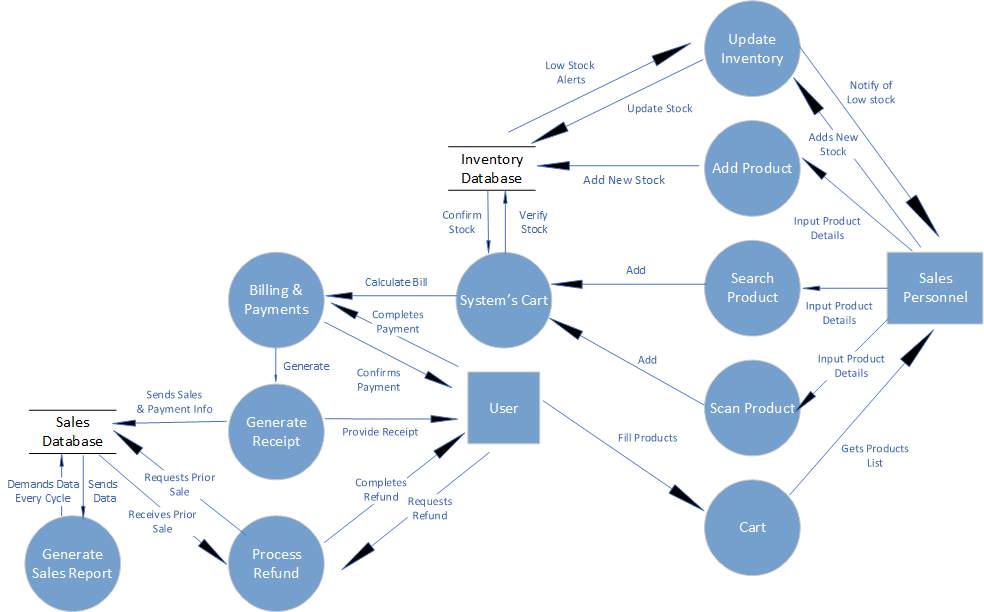 Update
Inventory
Low Stock
Alerts
Notify of
Low stock
Update Stock
Adds New
Stock
Inventory
Database
Add Product
Add New Stock
Confirm
Stock
Verify
Stock
Input Product
Details
Billing &
Payments
Calculate Bill
System's Cart
Add
Search
Product
Sales
Personnel
Completes
Payment
Input Product
Details
Generate
Confirms
Payment
Add
Input Product
Details
Sends Sales
& Payment Info
Sales
Database
Generate
Receipt
Provide Receipt
User
Scan Product
Fill Products
Gets Products
List
Demands Data
Every Cycle
Sends
Data
Requests Prior
Sale
Receives Prior
Sale
Completes
Refund
Requests
Refund
Cart
Generate
Sales Report
Process
Refund